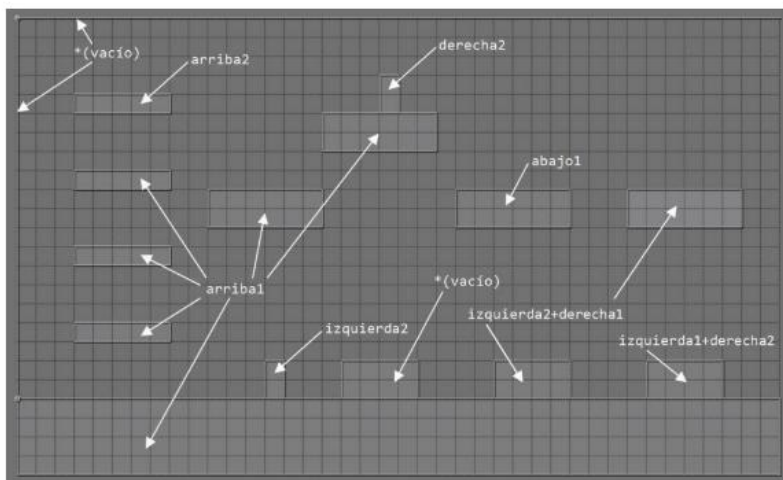 derecha2
*(vacío)
arriba2
abajo1
*(vacío)
arriba1
izquierda2+derecha1
izquierda2
izquierda1+derecha2